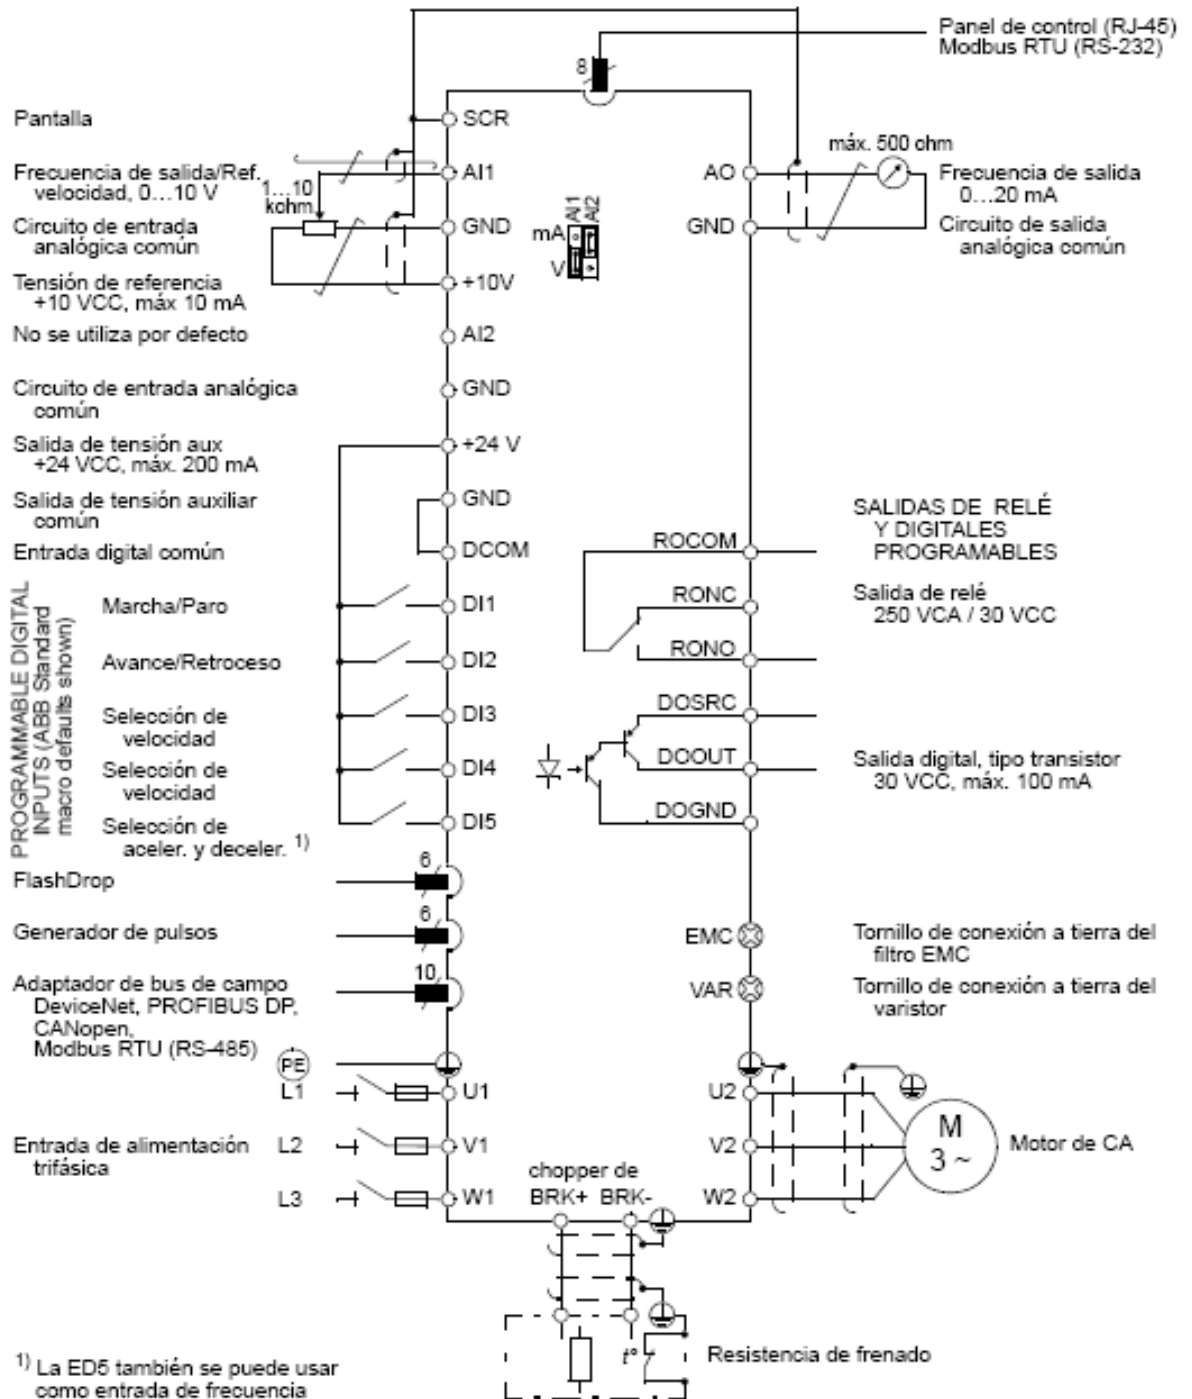 Panel de control (RJ-45)
Modbus RTU (RS-232)
8
Pantalla
SCR
máx. 500 ohm
Frecuencia de salida/Ref.
velocidad, 0...10 V
1...10
kohm
AI1
AO
Frecuencia de salida
0...20 mA
Circuito de entrada
analógica común
GND
AI1
AI2
mA
V
GND
Circuito de salida
analógica común
Tensión de referencia
+10 VCC, máx 10 mA
+10V
No se utiliza por defecto
AI2
Circuito de entrada analógica
común
GND
Salida de tensión aux
+24 VCC, máx. 200 mA
+24 V
Salida de tensión auxiliar
común
GND
SALIDAS DE RELÉ
Y DIGITALES
PROGRAMABLES
Entrada digital común
DCOM
ROCOM
PROGRAMMABLE DIGITAL
INPUTS (ABB Standard
macro defaults shown)
Marcha/Paro
DI1
RONC
Salida de relé
250 VCA / 30 VCC
Avance/Retroceso
DI2
RONO
Selección de
velocidad
DI3
DOSRC
Selección de
velocidad
DI4
DOOUT
Salida digital, tipo transistor
30 VCC, máx. 100 mA
Selección de
aceler. y deceler. 1)
DI5
DOGND
FlashDrop
6
Generador de pulsos
6
EMC
Tornillo de conexión a tierra del
filtro EMC
Adaptador de bus de campo
DeviceNet, PROFIBUS DP,
CANopen,
Modbus RTU (RS-485)
10
VAR
Tornillo de conexión a tierra del
varistor
PE
L1
U1
U2
Entrada de alimentación
trifásica
L2
V1
V2
M
3 ~
Motor de CA
L3
W1
chopper de
BRK+ BRK-
W2
t°
Resistencia de frenado
1) La ED5 también se puede usar
como entrada de frecuencia